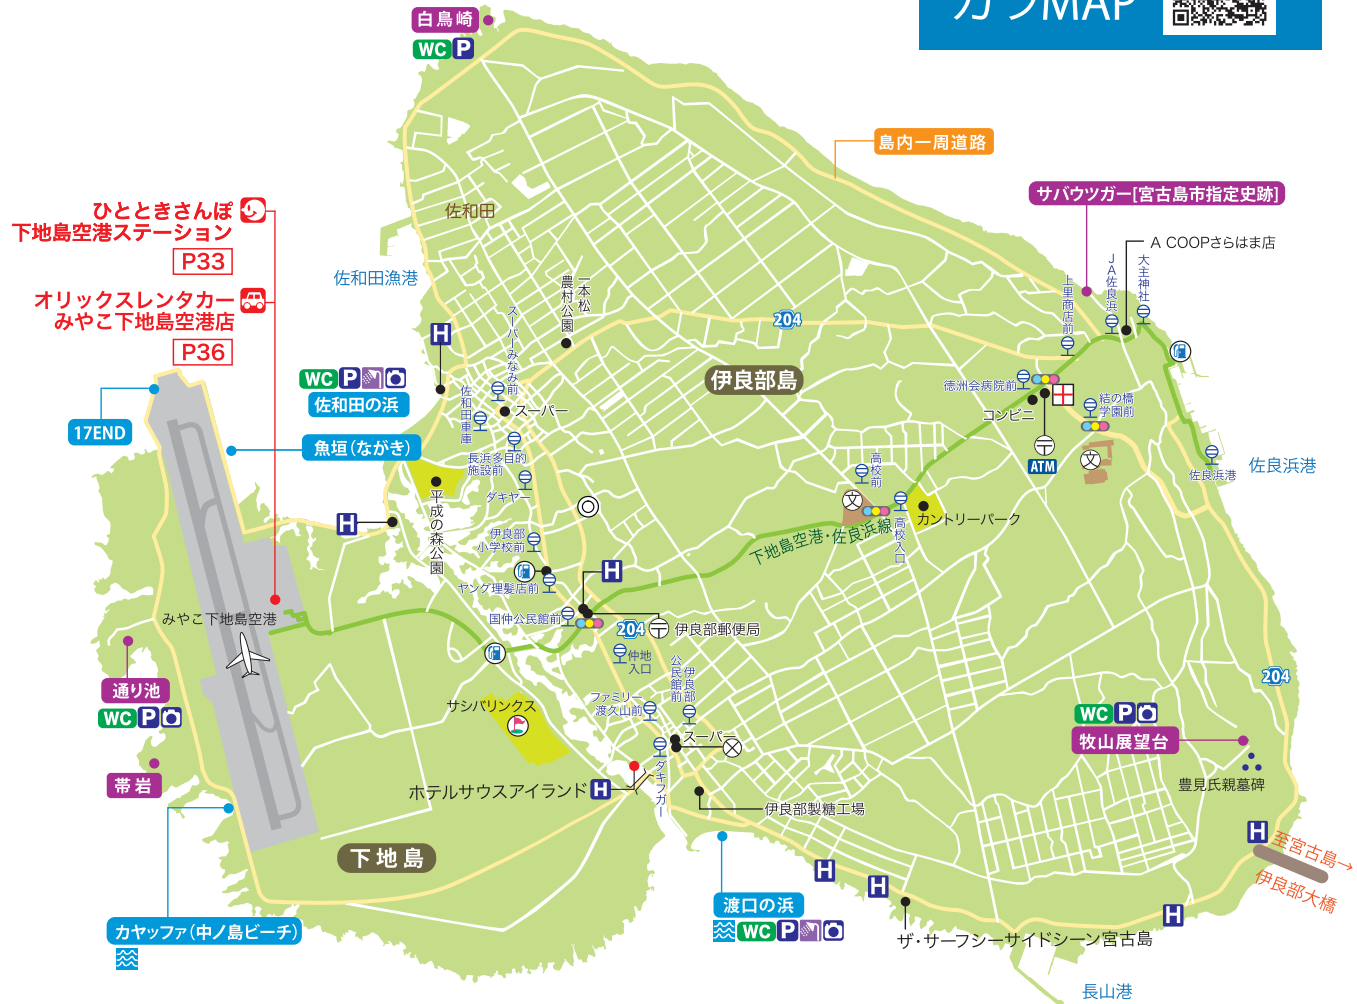 ガラMAP
白鳥崎
WC P
島内一周道路
サバウツガー[宮古島市指定史跡]
ひとときさんぽ
下地島空港ステーション
P33
オリックスレンタカー
みやこ下地島空港店
P36
佐和田
佐和田漁港
一本松
農村公園
スーパーみなみ前
A COOPさらはま店
大主神社
JA佐良浜
上里商店前
204
伊良部島
H
WC P
佐和田の浜
佐和田車庫
スーパー
17END
魚垣(ながき)
長浜多目的
施設前
ダキヤー
平成の森公園
H
伊良部
小学校前
ヤング理髪店前
H
国仲公民館前
204
伊良部郵便局
仲地
入口
徳洲会病院前
コンビニ
ATM
結の橋
学園前
文
佐良浜港
佐良浜港
高校前
文
高校入口
カントリーパーク
下地島空港・佐良浜線
みやこ下地島空港
通り池
WC P
帯岩
サシバリンクス
ファミリー
渡久山前
伊良部
公民館前
スーパー
ダキフガー
ホテルサウスアイランド
H
伊良部製糖工場
下地島
カヤッファ(中ノ島ビーチ)
渡口の浜
WC P
H
H
ザ・サーフシーサイドシーン宮古島
H
長山港
204
WC P
牧山展望台
豊見氏親墓碑
H
至宮古島→
伊良部大橋